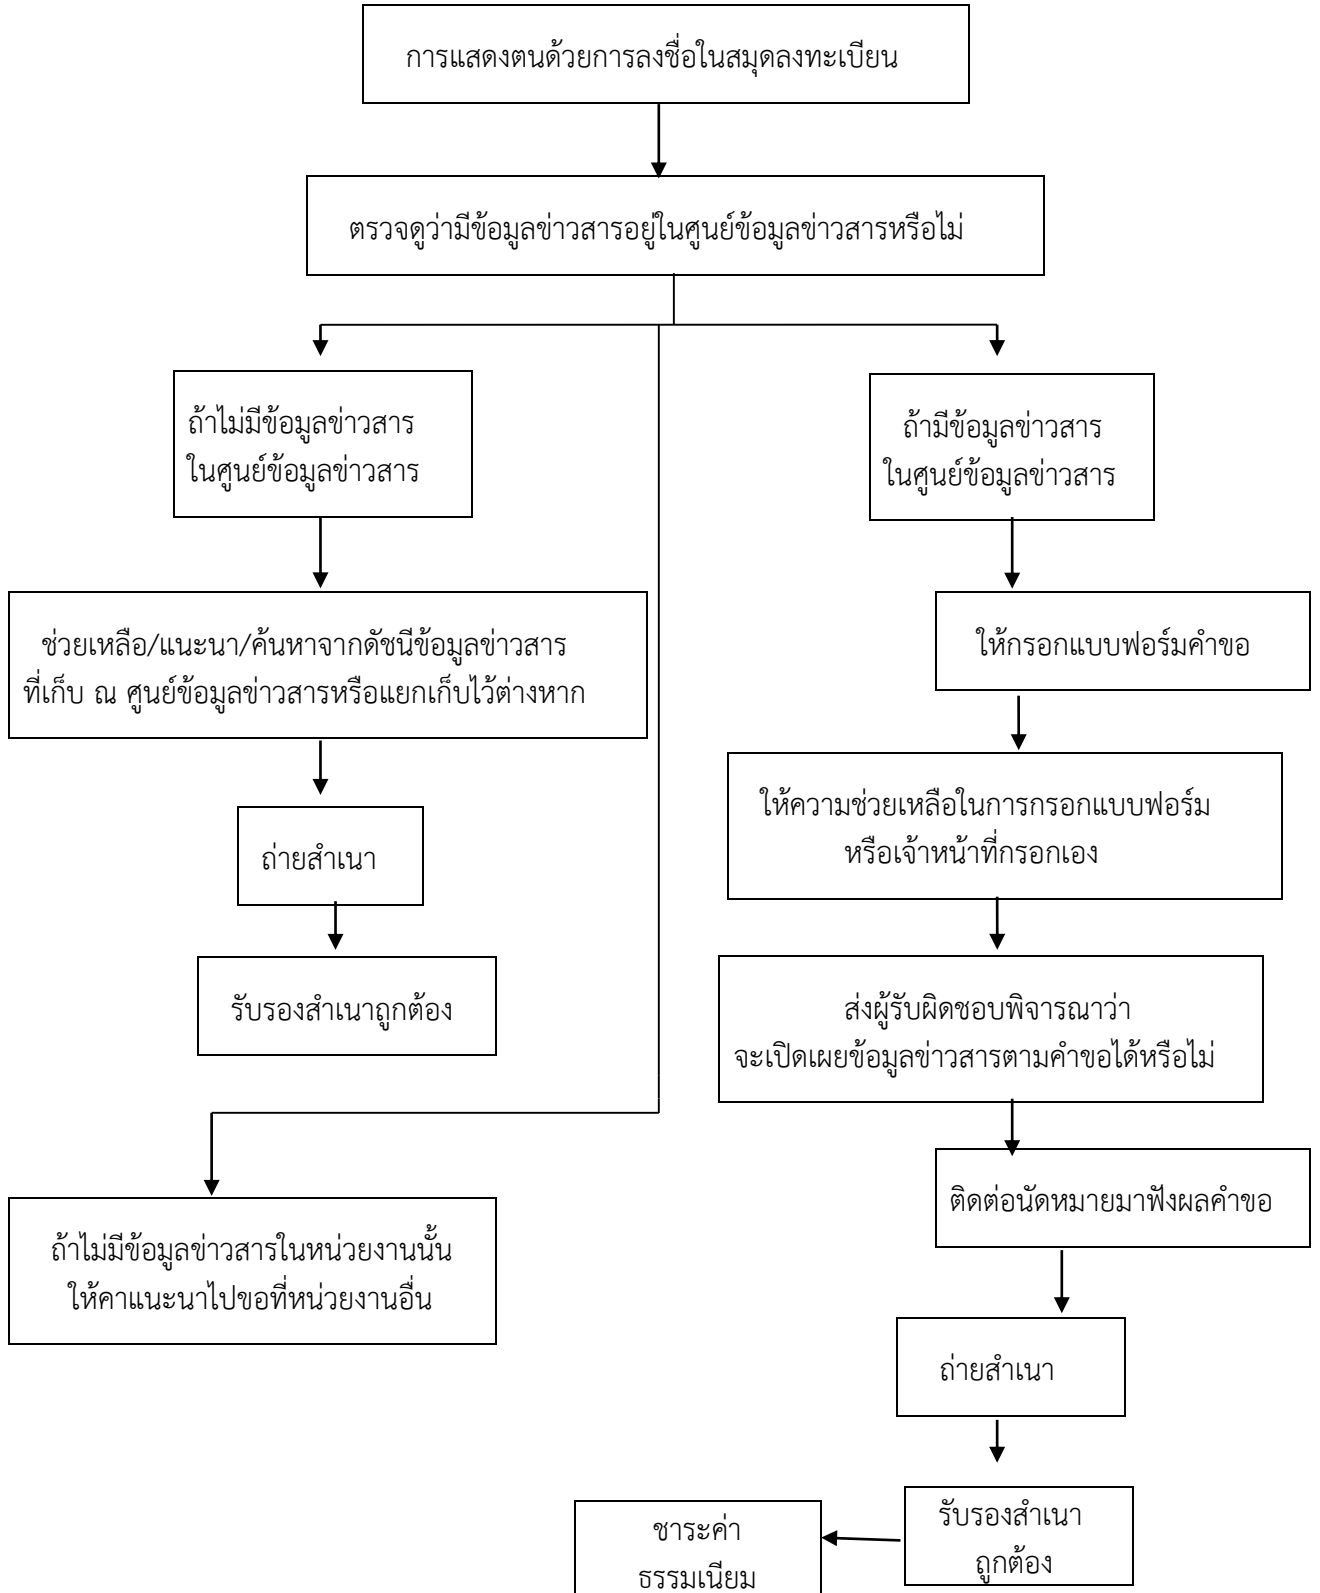 การแสดงตนด้วยการลงชื่อในสมุดลงทะเบียน
ตรวจดูว่ามีข้อมูลข่าวสารอยู่ในศูนย์ข้อมูลข่าวสารหรือไม่
ถ้าไม่มีข้อมูลข่าวสาร
ในศูนย์ข้อมูลข่าวสาร
ช่วยเหลือ/แนะนา/ค้นหาจากดัชนีข้อมูลข่าวสาร
ที่เก็บ ณ ศูนย์ข้อมูลข่าวสารหรือแยกเก็บไว้ต่างหาก
ถ่ายสำเนา
รับรองสำเนาถูกต้อง
ถ้าไม่มีข้อมูลข่าวสารในหน่วยงานนั้น
ให้คาแนะนาไปขอที่หน่วยงานอื่น
ถ้ามีข้อมูลข่าวสาร
ในศูนย์ข้อมูลข่าวสาร
ให้กรอกแบบฟอร์มคำขอ
ให้ความช่วยเหลือในการกรอกแบบฟอร์ม
หรือเจ้าหน้าที่กรอกเอง
ส่งผู้รับผิดชอบพิจารณาว่า
จะเปิดเผยข้อมูลข่าวสารตามคำขอได้หรือไม่
ติดต่อนัดหมายมาฟังผลคำขอ
ถ่ายสำเนา
รับรองสำเนา
ถูกต้อง
ชาระค่า
ธรรมเนียม